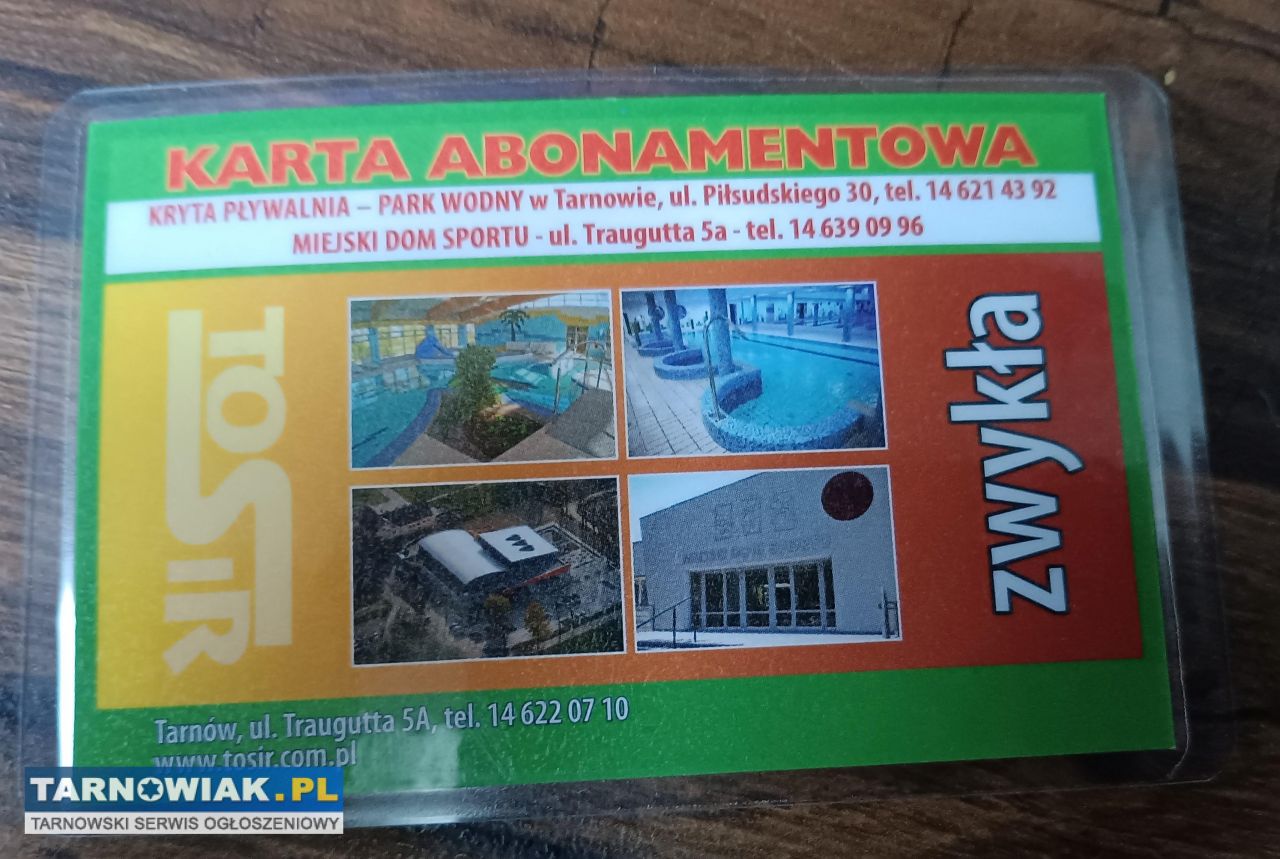 KARTA ABONAMENTOWA
KRYTA PŁYWALNIA – PARK WODNY w Tarnowie, ul. Piłsudskiego 30, tel. 14 621 43 92
MIEJSKI DOM SPORTU - ul. Traugutta 5a - tel. 14 639 09 96
TOSiR
zwykła
Tarnów, ul. Traugutta 5A, tel. 14 622 07 10
www.tosir.com.pl
TARNOWIAK.PL
TARNOWSKI SERWIS OGŁOSZENIOWY